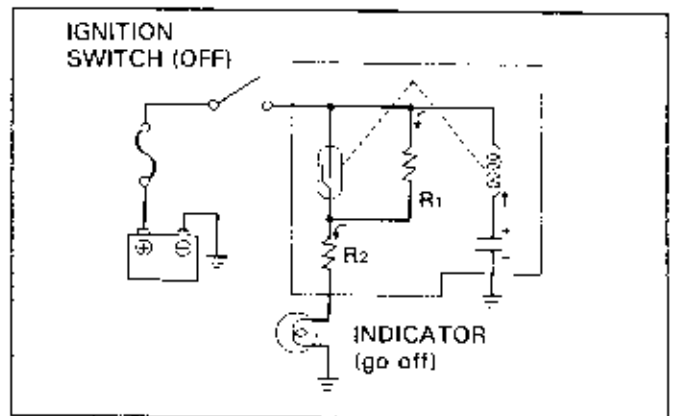 IGNITION
SWITCH (OFF)
R1
R2
+
-
⊕ ⊖
INDICATOR
(go off)